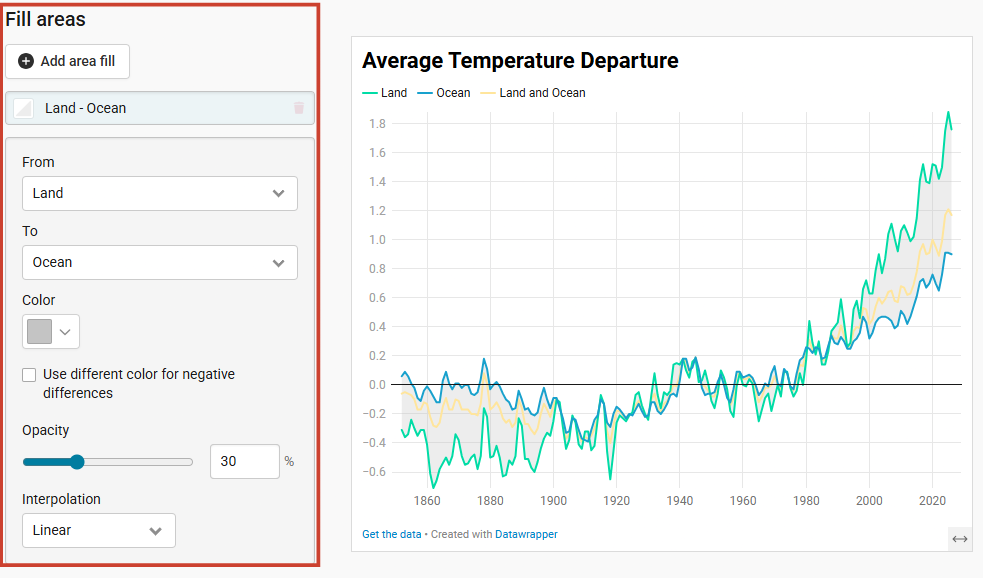 Fill areas
Add area fill
Land - Ocean
From
Land
To
Ocean
Color
Use different color for negative
differences
Opacity
30 %
Interpolation
Linear
Average Temperature Departure
Land Ocean Land and Ocean
1.8
1.6
1.4
1.2
1.0
0.8
0.6
0.4
0.2
0.0
−0.2
−0.4
−0.6
1860 1880 1900 1920 1940 1960 1980 2000 2020
Get the data • Created with Datawrapper